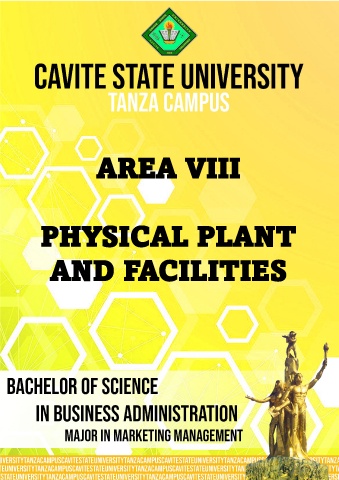 CAVITE STATE UNIVERSITY
TANZA CAMPUS
AREA VIII
PHYSICAL PLANT
AND FACILITIES
BACHELOR OF SCIENCE
IN BUSINESS ADMINISTRATION
MAJOR IN MARKETING MANAGEMENT